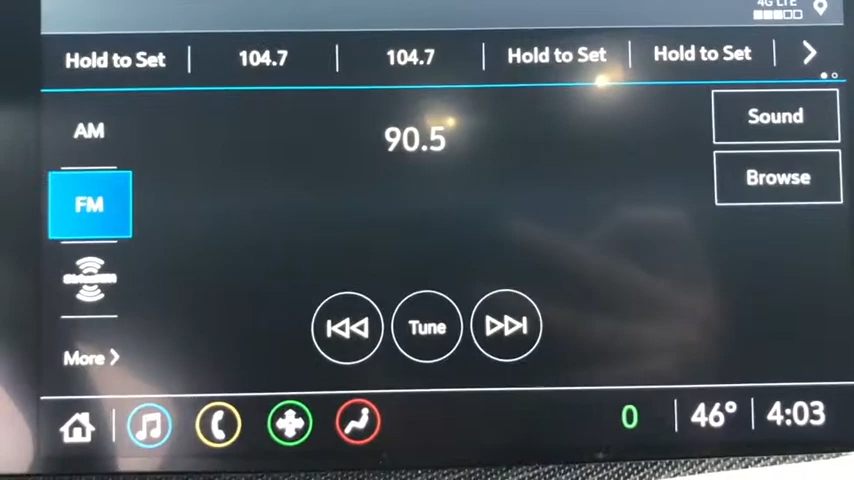 4G LTE
Hold to Set 104.7 104.7 Hold to Set Hold to Set
AM
90.5
Sound
FM
Browse
Tune
More
0 46° 4:03